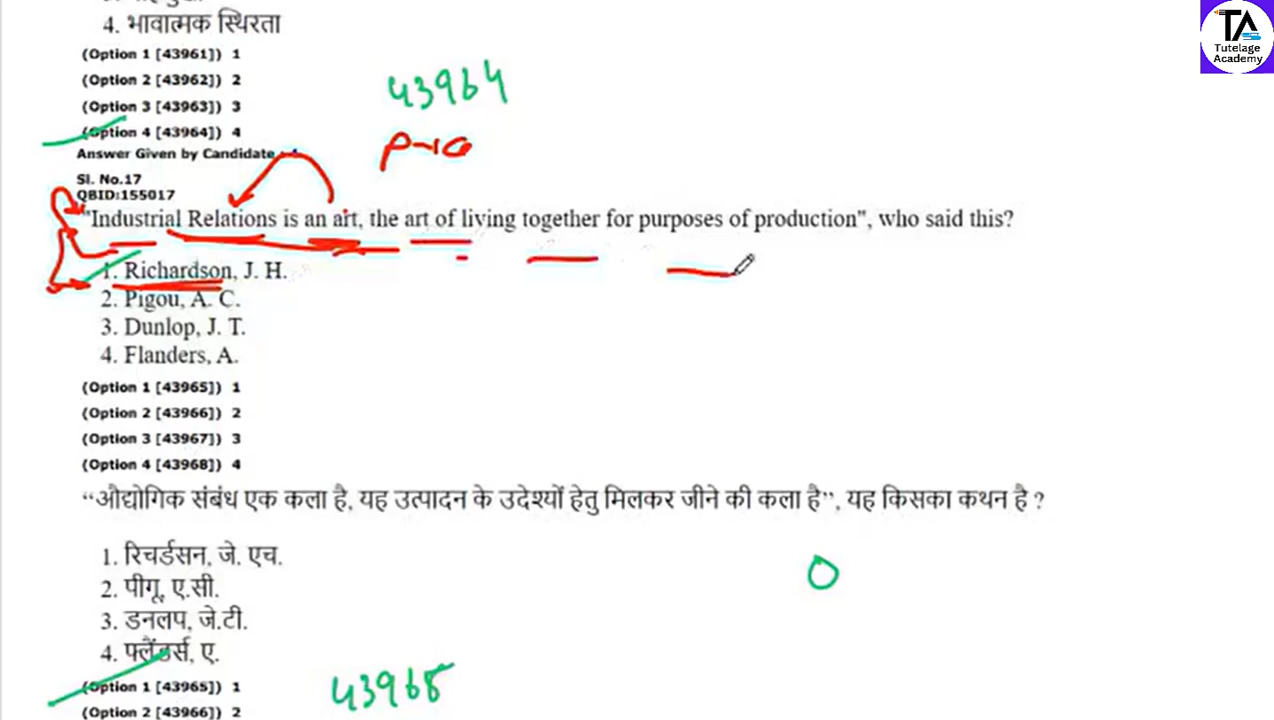 4. भावात्मक स्थिरता
TA
Tutelage
Academy
(Option 1 [43961]) 1
(Option 2 [43962]) 2
(Option 3 [43963]) 3
(Option 4 [43964]) 4
43964
Answer Given by Candidate
Sl. No.17
QBID:155017
"Industrial Relations is an art, the art of living together for purposes of production", who said this?
1. Richardson, J. H.
2. Pigou, A. C.
3. Dunlop, J. T.
4. Flanders, A.
(Option 1 [43965]) 1
(Option 2 [43966]) 2
(Option 3 [43967]) 3
(Option 4 [43968]) 4
“औद्योगिक संबंध एक कला है, यह उत्पादन के उदेश्यों हेतु मिलकर जीने की कला है”, यह किसका कथन है ?
1. रिचर्डसन, जे. एच.
2. पीगू, ए.सी.
3. डनलप, जे.टी.
4. फ्लैंडर्स, ए.
(Option 1 [43965]) 1
43965
(Option 2 [43966]) 2